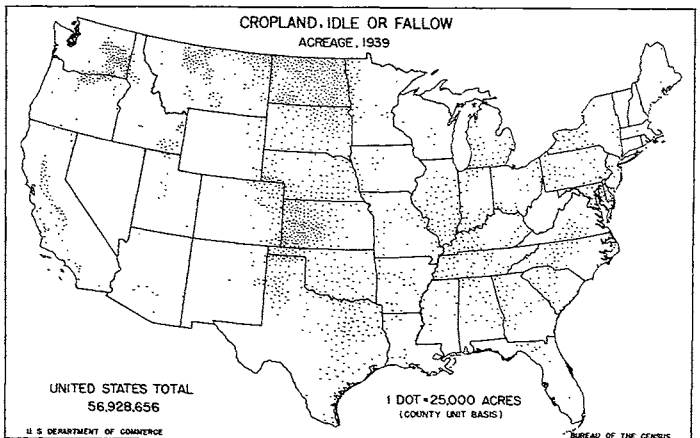 CROPLAND, IDLE OR FALLOW
ACREAGE, 1939
UNITED STATES TOTAL
56,928,656
1 DOT = 25,000 ACRES
(COUNTY UNIT BASIS)
U S DEPARTMENT OF COMMERCE
BUREAU OF THE CENSUS